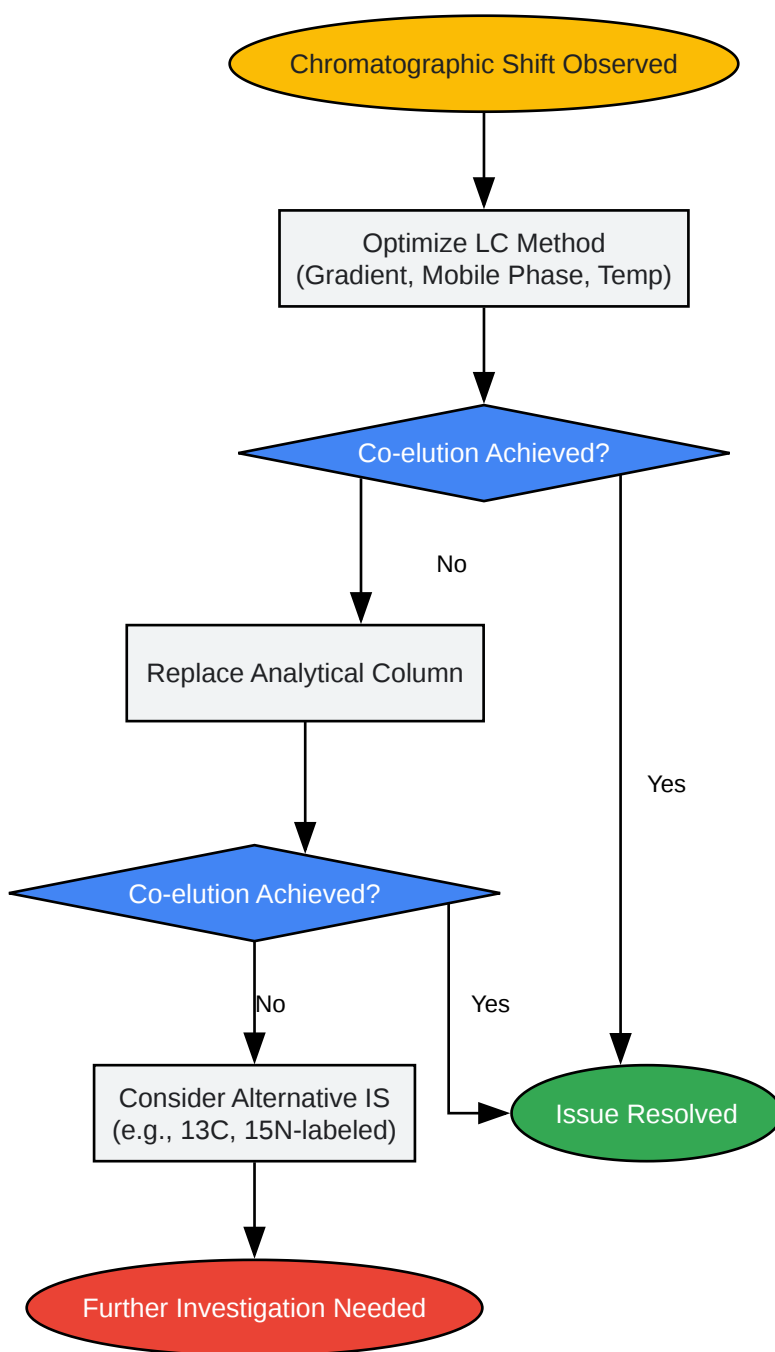 Chromatographic Shift Observed
Optimize LC Method
(Gradient, Mobile Phase, Temp)
Co-elution Achieved?
No
Replace Analytical Column
Yes
Co-elution Achieved?
No
Yes
Consider Alternative IS
(e.g., 13C, 15N-labeled)
Issue Resolved
Further Investigation Needed